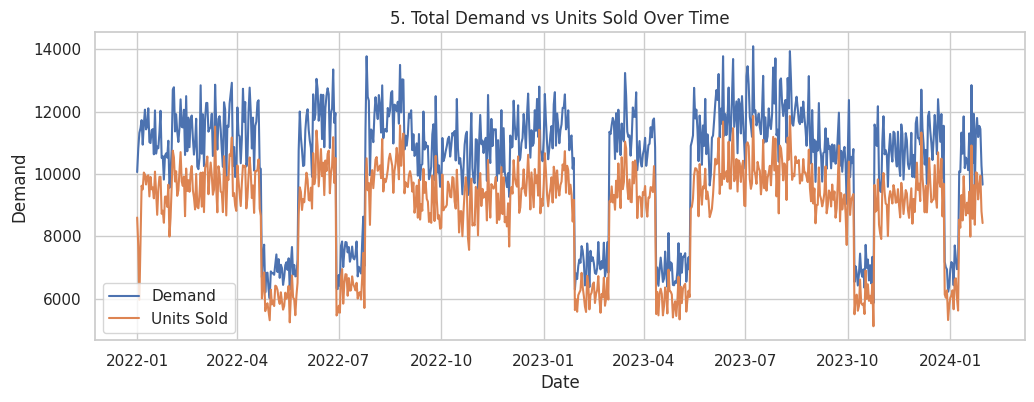 5. Total Demand vs Units Sold Over Time
14000
12000
10000
8000
6000
Demand
Demand
Units Sold
2022-01
2022-04
2022-07
2022-10
2023-01
2023-04
2023-07
2023-10
2024-01
Date